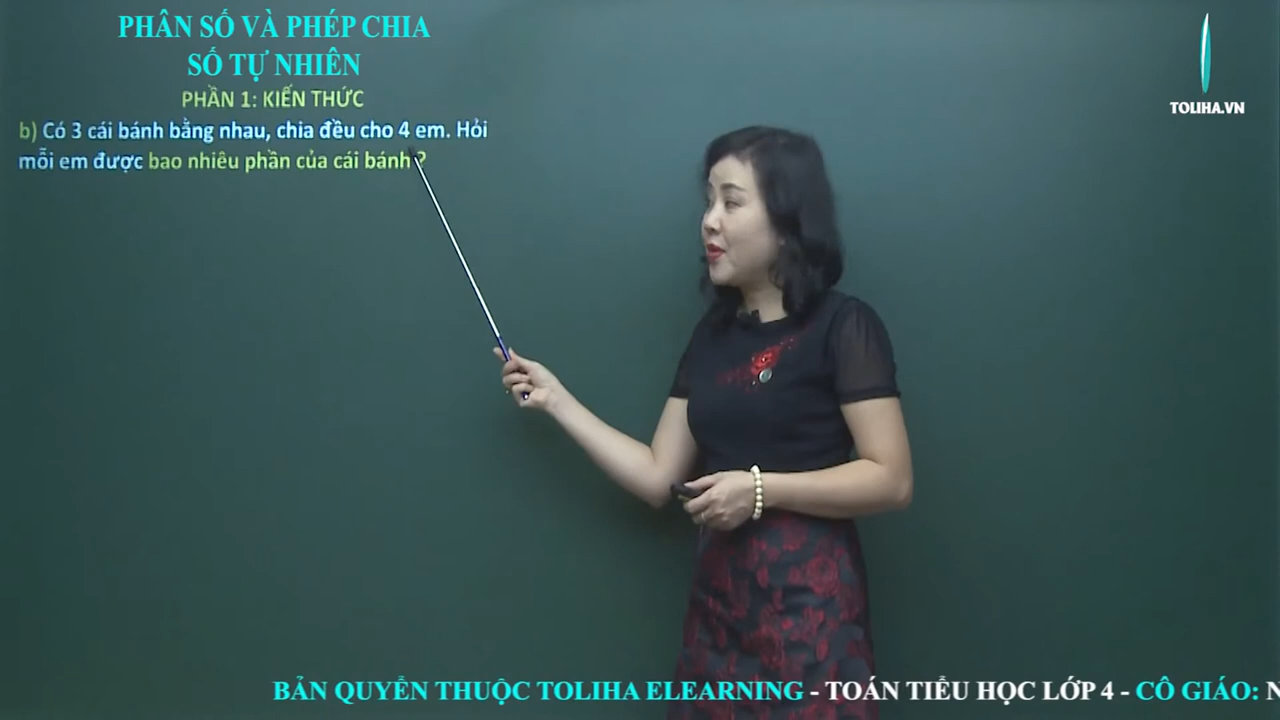 PHÂN SỐ VÀ PHÉP CHIA
SỐ TỰ NHIÊN
PHẦN 1: KIẾN THỨC
b) Có 3 cái bánh bằng nhau, chia đều cho 4 em. Hỏi
mỗi em được bao nhiêu phần của cái bánh ?
TOLIHA.VN
BẢN QUYỀN THUỘC TOLIHA ELEARNING - TOÁN TIỂU HỌC LỚP 4 - CÔ GIÁO: N